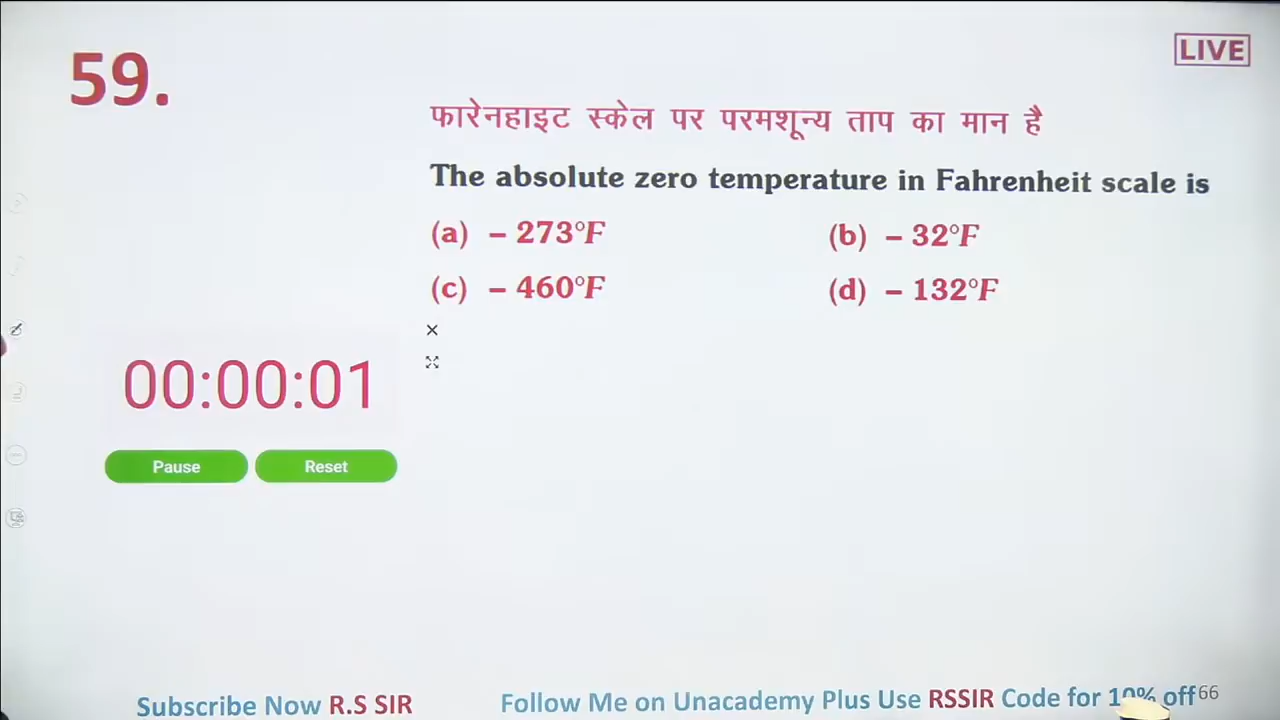 59.
LIVE
फारेनहाइट स्केल पर परमशून्य ताप का मान है
The absolute zero temperature in Fahrenheit scale is
(a) – 273°F (b) – 32°F
(c) – 460°F (d) – 132°F
00:00:01
Pause Reset
Subscribe Now R.S SIR Follow Me on Unacademy Plus Use RSSIR Code for 10% off 66